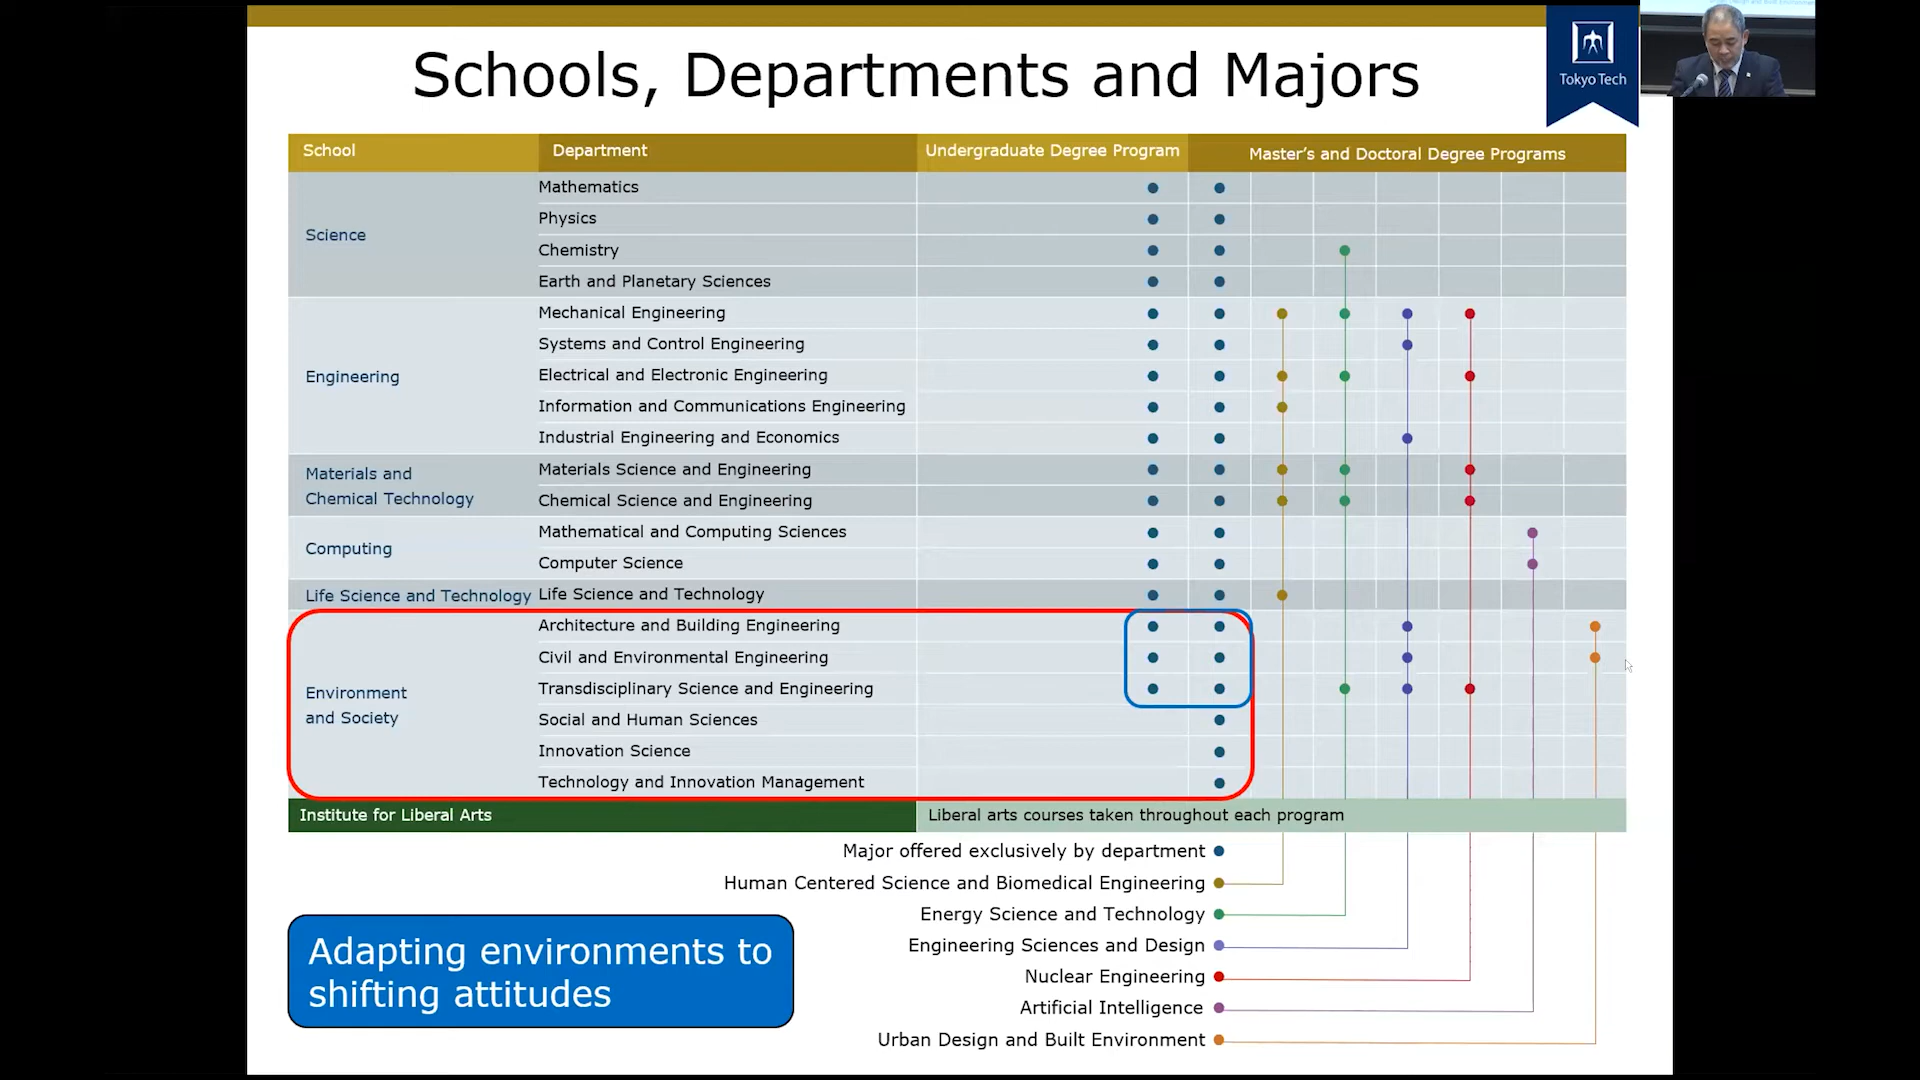 Schools, Departments and Majors
Tokyo Tech
School Department Undergraduate Degree Program Master's and Doctoral Degree Programs
Science
Mathematics
Physics
Chemistry
Earth and Planetary Sciences
Engineering
Mechanical Engineering
Systems and Control Engineering
Electrical and Electronic Engineering
Information and Communications Engineering
Industrial Engineering and Economics
Materials and
Chemical Technology
Materials Science and Engineering
Chemical Science and Engineering
Computing
Mathematical and Computing Sciences
Computer Science
Life Science and Technology Life Science and Technology
Environment
and Society
Architecture and Building Engineering
Civil and Environmental Engineering
Transdisciplinary Science and Engineering
Social and Human Sciences
Innovation Science
Technology and Innovation Management
Institute for Liberal Arts Liberal arts courses taken throughout each program
Major offered exclusively by department
Human Centered Science and Biomedical Engineering
Energy Science and Technology
Engineering Sciences and Design
Nuclear Engineering
Artificial Intelligence
Urban Design and Built Environment
Adapting environments to
shifting attitudes